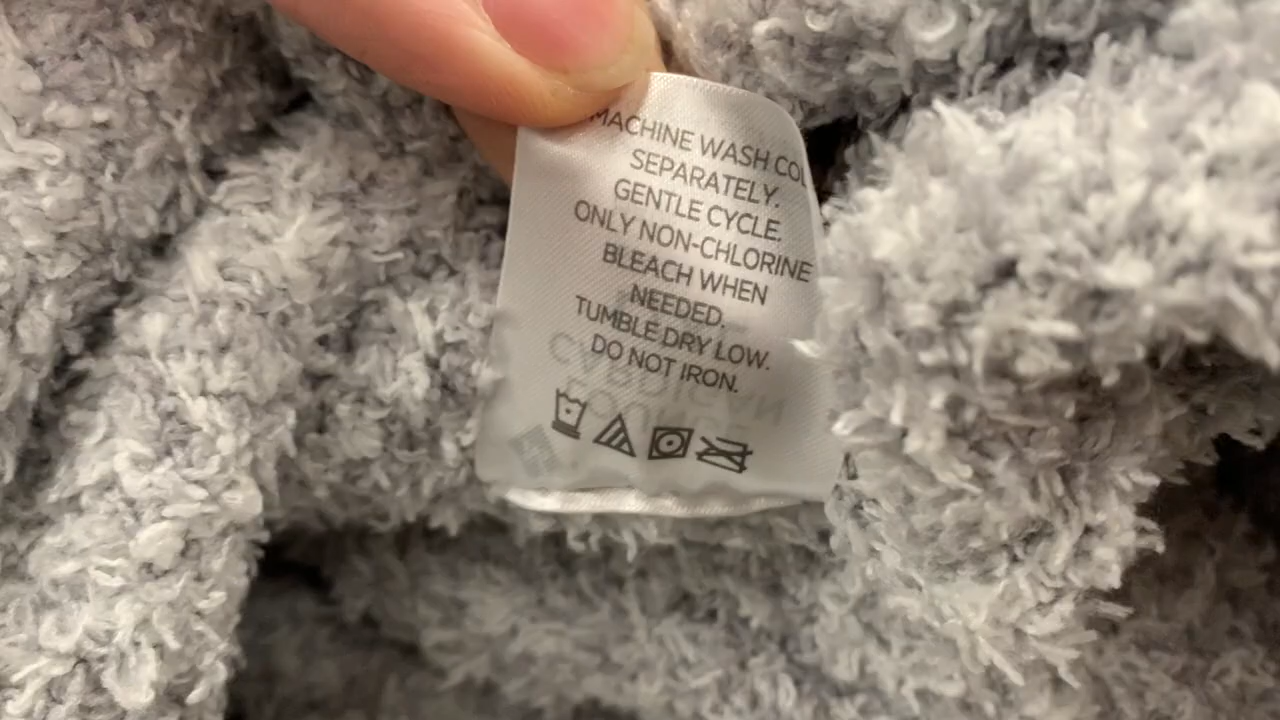 MACHINE WASH COL
SEPARATELY.
GENTLE CYCLE.
ONLY NON-CHLORINE
BLEACH WHEN
NEEDED.
TUMBLE DRY LOW.
DO NOT IRON.